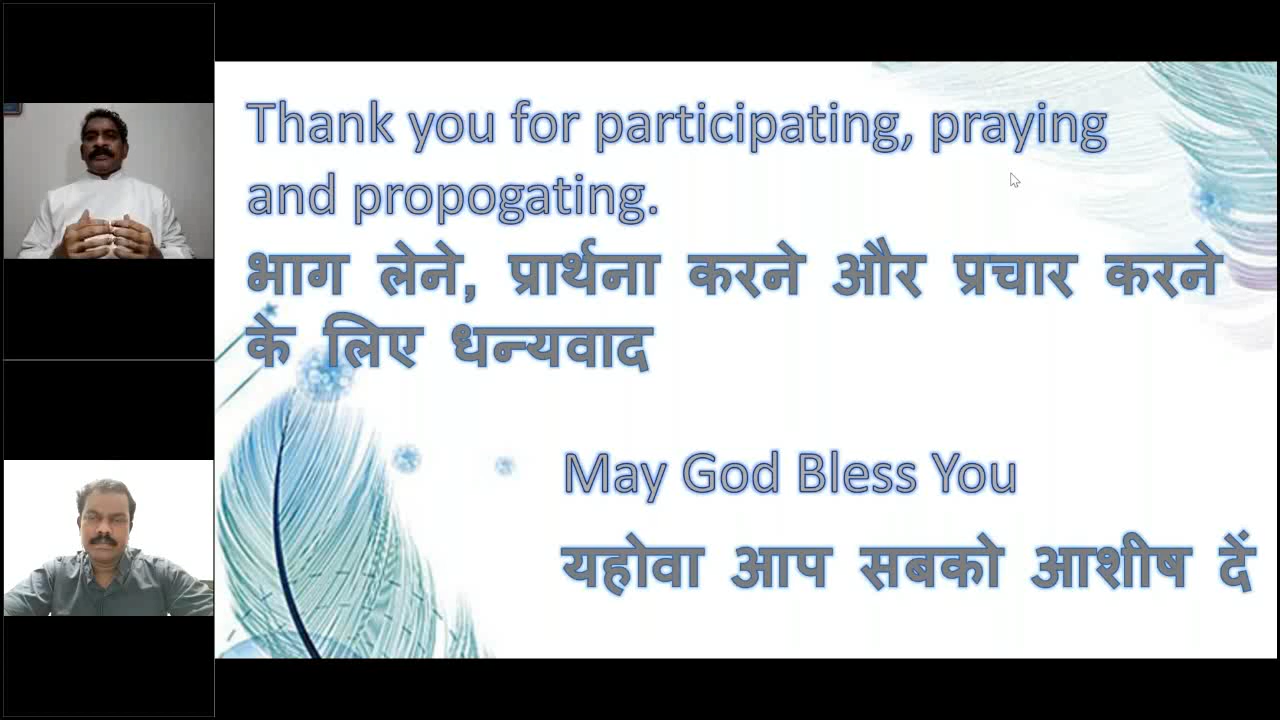 Thank you for participating, praying
and propogating.
भाग लेने, प्रार्थना करने और प्रचार करने
के लिए धन्यवाद
May God Bless You
यहोवा आप सबको आशीष दें